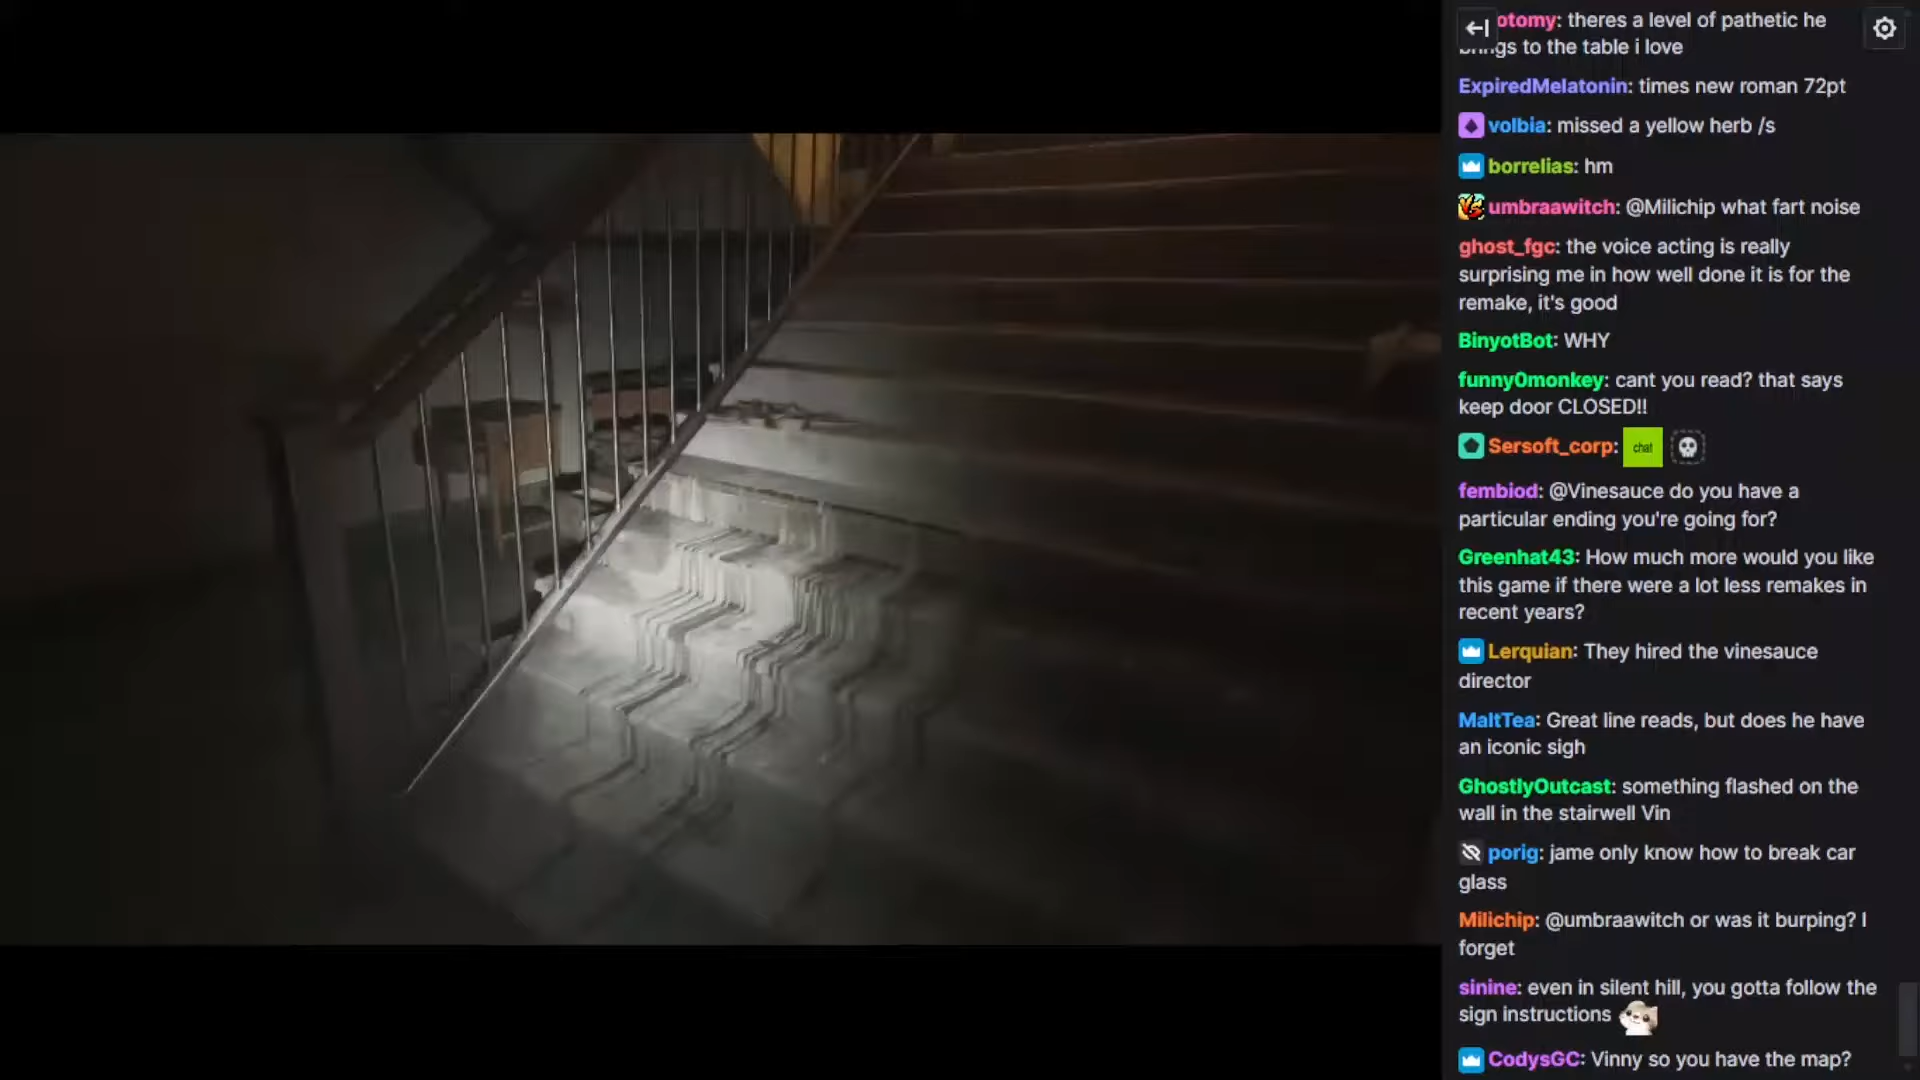 otomy: theres a level of pathetic he
brings to the table i love
ExpiredMelatonin: times new roman 72pt
volbia: missed a yellow herb /s
borrelias: hm
umbraawitch: @Milichip what fart noise
ghost_fgc: the voice acting is really
surprising me in how well done it is for the
remake, it's good
BinyotBot: WHY
funny0monkey: cant you read? that says
keep door CLOSED!!
Sersoft_corp: chat
fembiod: @Vinesauce do you have a
particular ending you're going for?
Greenhat43: How much more would you like
this game if there were a lot less remakes in
recent years?
Lerquian: They hired the vinesauce
director
MaltTea: Great line reads, but does he have
an iconic sigh
GhostlyOutcast: something flashed on the
wall in the stairwell Vin
porig: jame only know how to break car
glass
Milichip: @umbraawitch or was it burping? I
forget
sinine: even in silent hill, you gotta follow the
sign instructions
CodysGC: Vinny so you have the map?